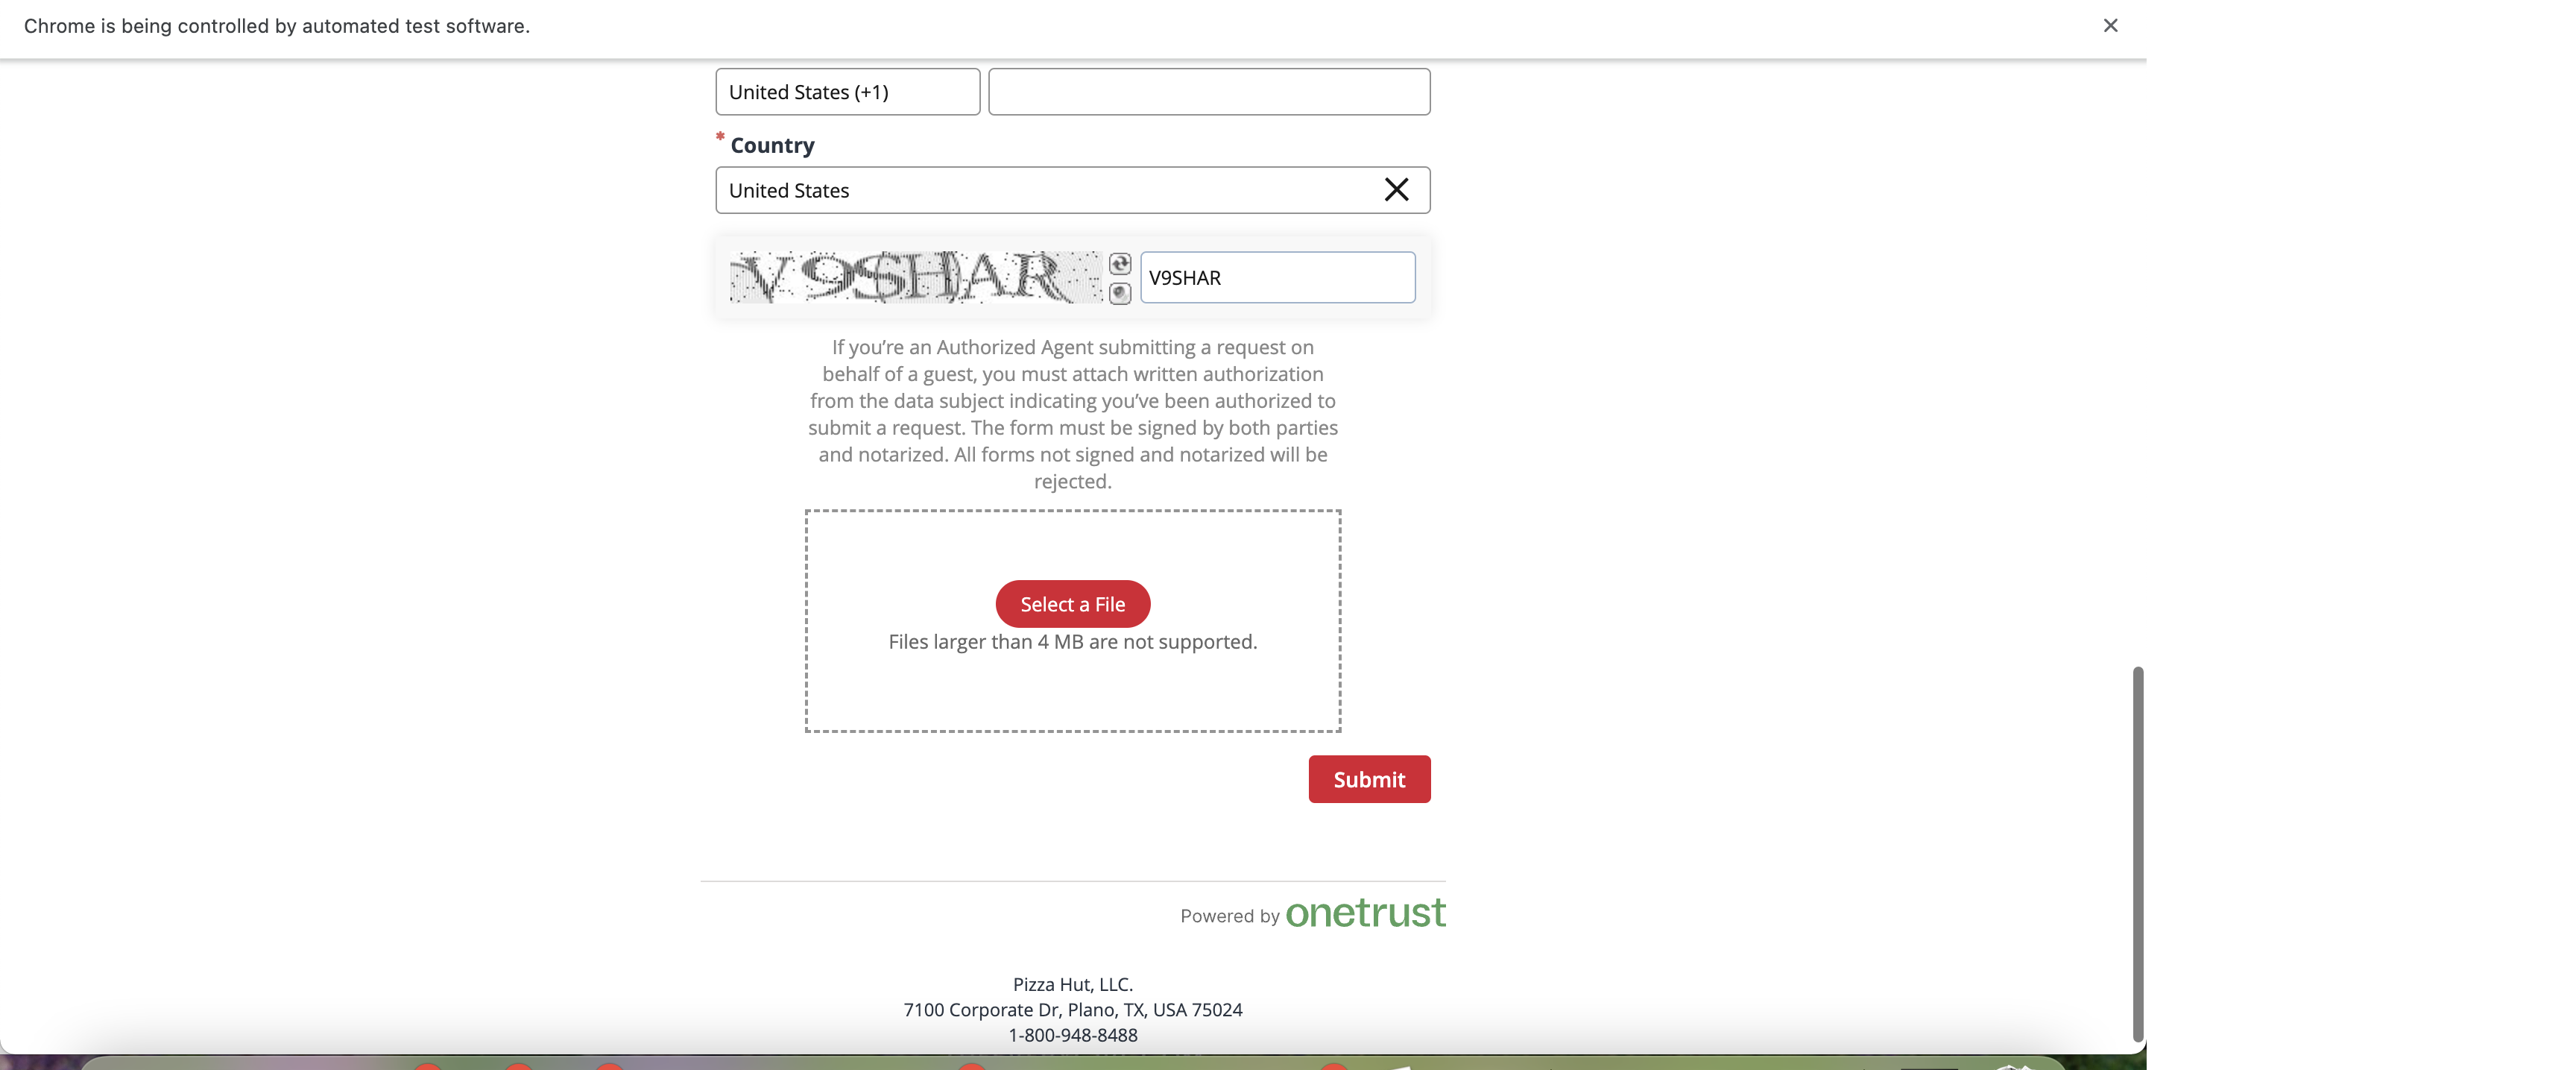 Chrome is being controlled by automated test software.
United States (+1)
* Country
United States
V9SHAR
V9SHAR
If you’re an Authorized Agent submitting a request on
behalf of a guest, you must attach written authorization
from the data subject indicating you’ve been authorized to
submit a request. The form must be signed by both parties
and notarized. All forms not signed and notarized will be
rejected.
Select a File
Files larger than 4 MB are not supported.
Submit
Powered by onetrust
Pizza Hut, LLC.
7100 Corporate Dr, Plano, TX, USA 75024
1-800-948-8488